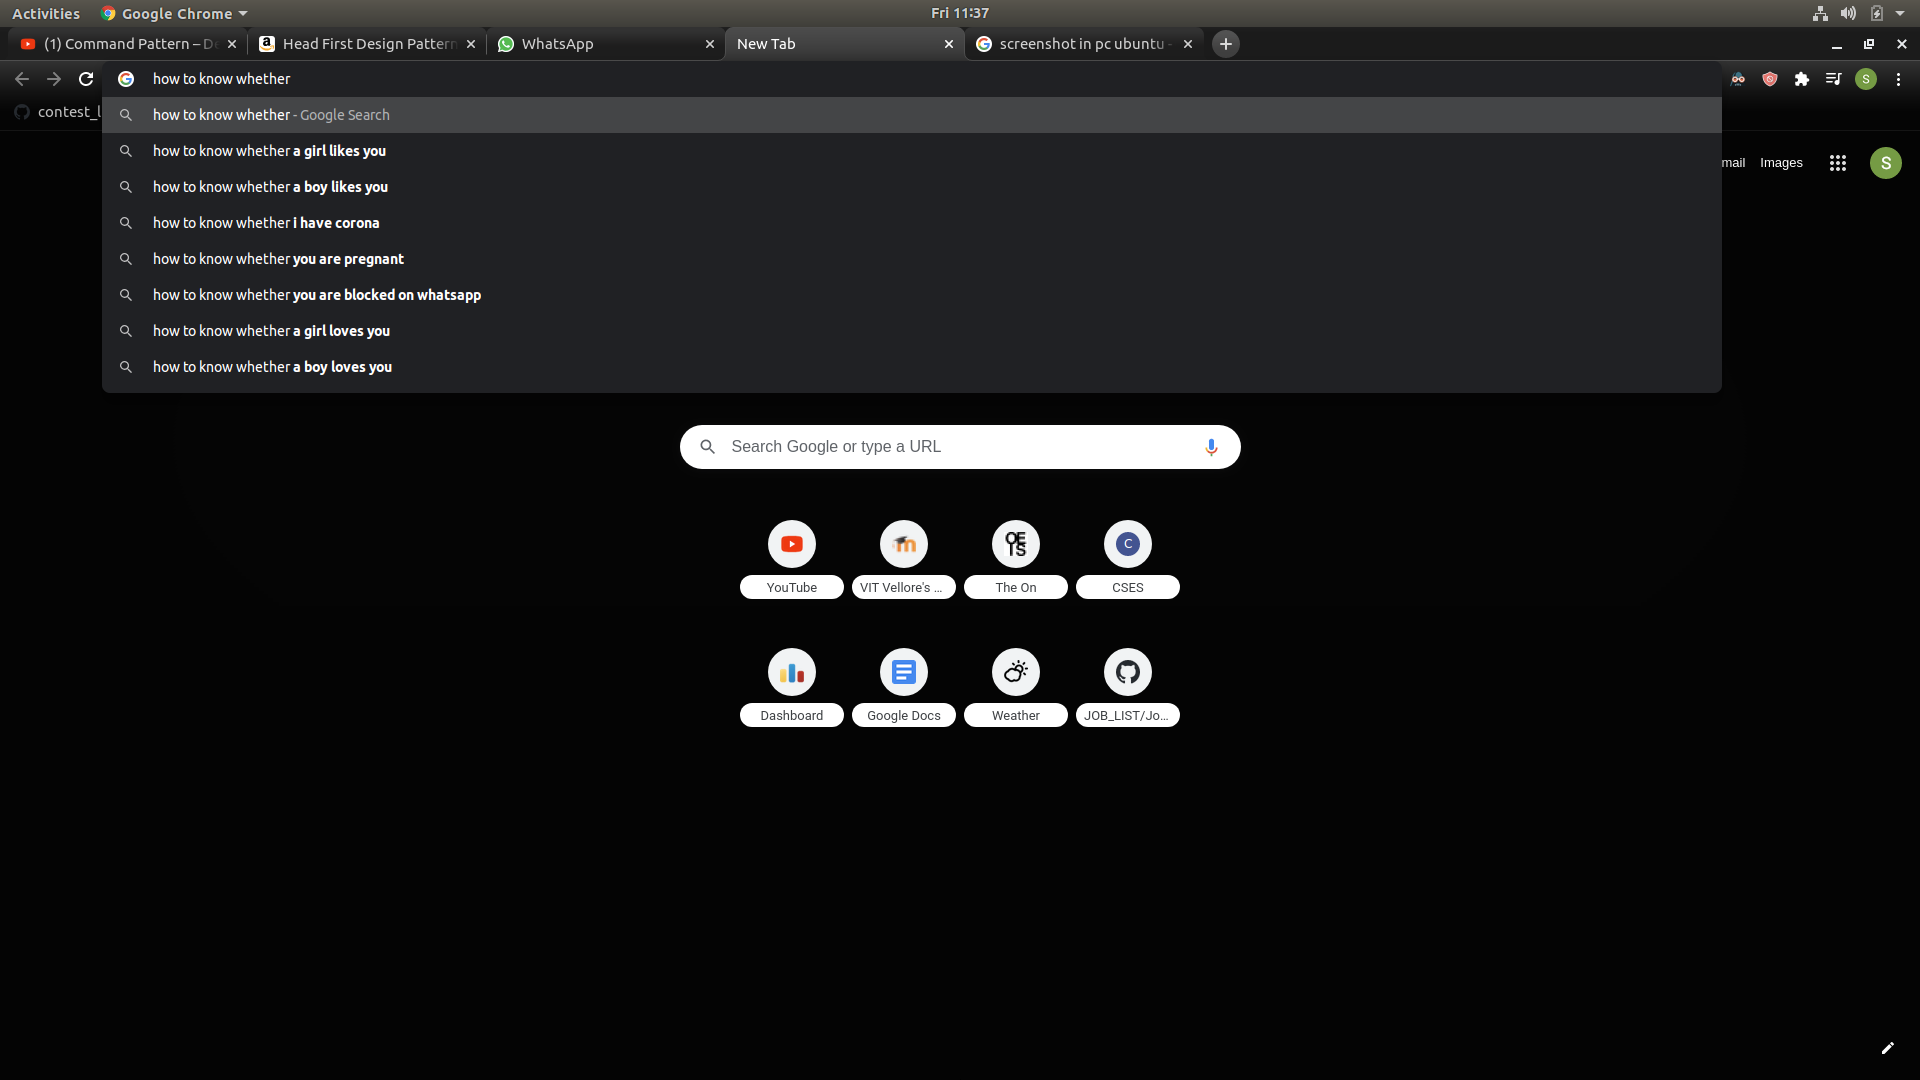 Activities Google Chrome Fri 11:37
(1) Command Pattern – De Head First Design Pattern WhatsApp New Tab screenshot in pc ubuntu -
how to know whether S
contest_l how to know whether - Google Search
how to know whether a girl likes you
mail Images S
how to know whether a boy likes you
how to know whether i have corona
how to know whether you are pregnant
how to know whether you are blocked on whatsapp
how to know whether a girl loves you
how to know whether a boy loves you
Search Google or type a URL
OE
TS C
YouTube VIT Vellore's ... The On CSES
Dashboard Google Docs Weather JOB_LIST/Jo...